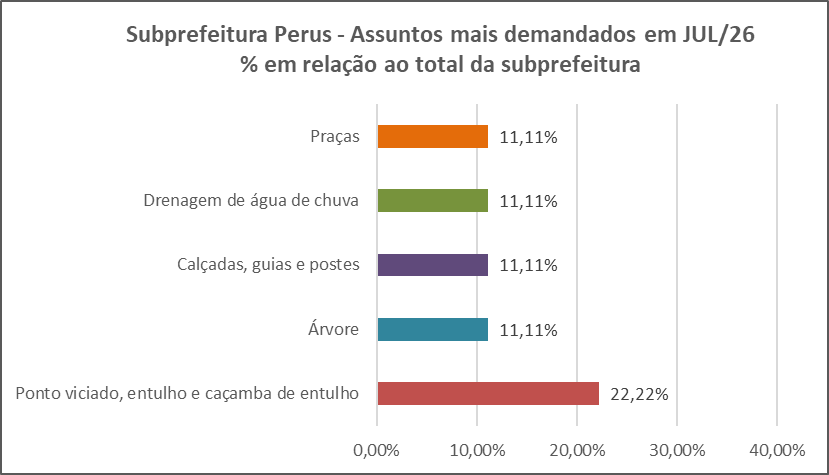 Subprefeitura Perus - Assuntos mais demandados em JUL/26
% em relação ao total da subprefeitura
Praças 11,11%
Drenagem de água de chuva 11,11%
Calçadas, guias e postes 11,11%
Árvore 11,11%
Ponto viciado, entulho e caçamba de entulho 22,22%
0,00% 10,00% 20,00% 30,00% 40,00%